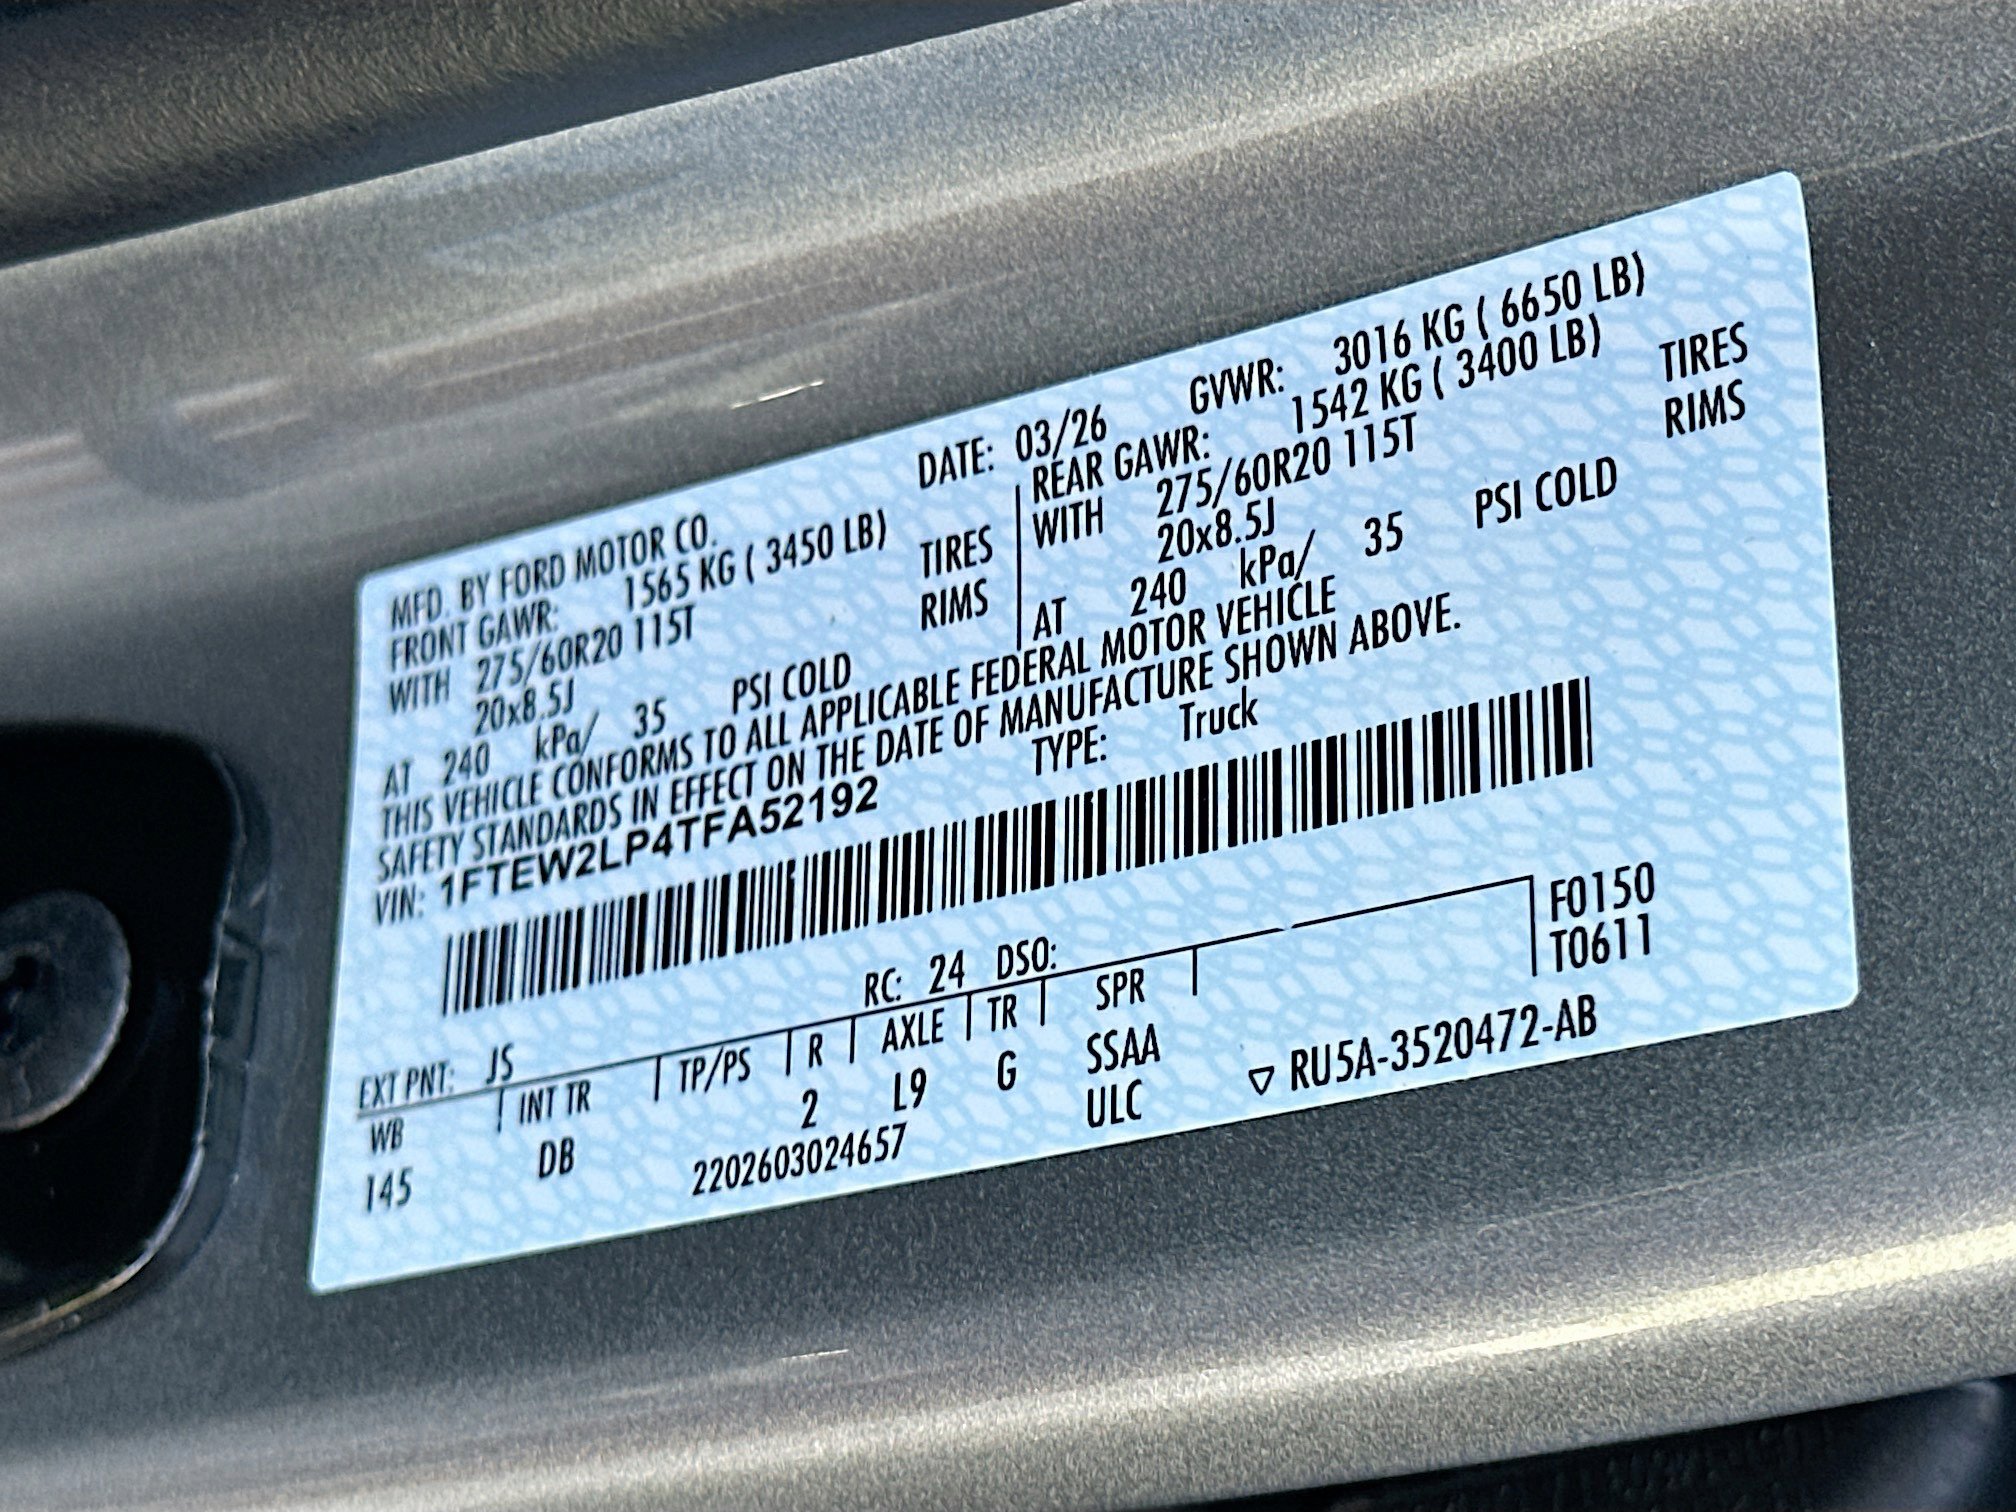 MFD. BY FORD MOTOR CO.
DATE: 03/26 GVWR: 3016 KG ( 6650 LB)
FRONT GAWR: 1565 KG ( 3450 LB)
WITH 275/60R20 115T TIRES
20x8.5J RIMS
AT 240 kPa/ 35 PSI COLD
REAR GAWR: 1542 KG ( 3400 LB)
WITH 275/60R20 115T TIRES
20x8.5J RIMS
AT 240 kPa/ 35 PSI COLD
THIS VEHICLE CONFORMS TO ALL APPLICABLE FEDERAL MOTOR VEHICLE
SAFETY STANDARDS IN EFFECT ON THE DATE OF MANUFACTURE SHOWN ABOVE.
VIN: 1FTEW2LP4TFA52192 TYPE: Truck
EXT PNT: JS RC: 24 DSO:
WB INT TR TP/PS R AXLE TR SPR
145 DB 2 L9 G SSAA
ULC
F0150
T0611
2202603024657
▽ RU5A-3520472-AB